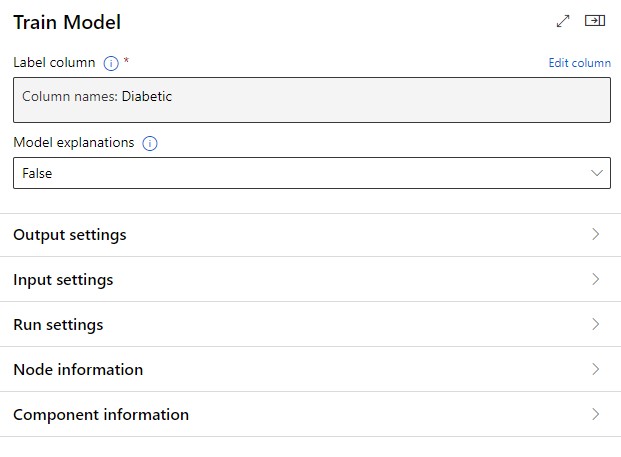 Train Model
Label column *
Edit column
Column names: Diabetic
Model explanations
False
Output settings
Input settings
Run settings
Node information
Component information